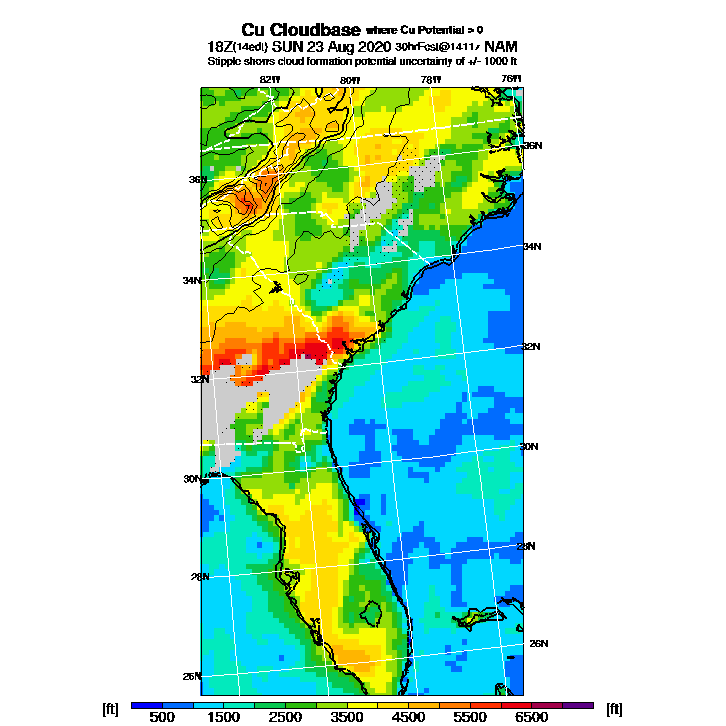 Cu Cloudbase where Cu Potential > 0
18Z(14edt) SUN 23 Aug 2020 30hrFcst@1411z NAM
Stipple shows cloud formation potential uncertainty of +/- 1000 ft
82W 80W 78W 76W
36N
36N
34N
34N
32N
32N
30N
30N
28N
28N
26N
26N
[ft] 500 1500 2500 3500 4500 5500 6500 [ft]